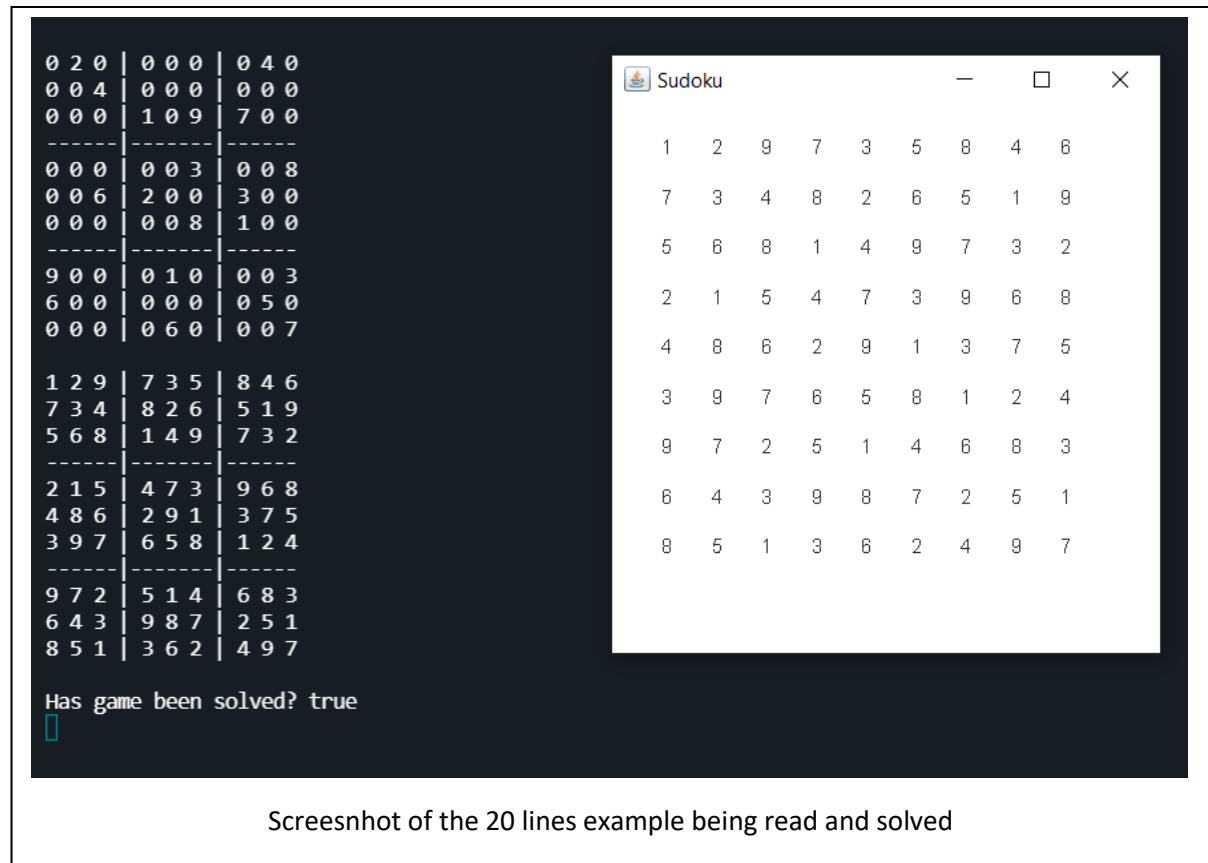 0 2 0 | 0 0 0 | 0 4 0
0 0 4 | 0 0 0 | 0 0 0
0 0 0 | 1 0 9 | 7 0 0
------|-------|------
0 0 0 | 0 0 3 | 0 0 8
0 0 6 | 2 0 0 | 3 0 0
0 0 0 | 0 0 8 | 1 0 0
------|-------|------
9 0 0 | 0 1 0 | 0 0 3
6 0 0 | 0 0 0 | 0 5 0
0 0 0 | 0 6 0 | 0 0 7
1 2 9 | 7 3 5 | 8 4 6
7 3 4 | 8 2 6 | 5 1 9
5 6 8 | 1 4 9 | 7 3 2
------|-------|------
2 1 5 | 4 7 3 | 9 6 8
4 8 6 | 2 9 1 | 3 7 5
3 9 7 | 6 5 8 | 1 2 4
------|-------|------
9 7 2 | 5 1 4 | 6 8 3
6 4 3 | 9 8 7 | 2 5 1
8 5 1 | 3 6 2 | 4 9 7
Has game been solved? true
Sudoku
1 2 9 7 3 5 8 4 6
7 3 4 8 2 6 5 1 9
5 6 8 1 4 9 7 3 2
2 1 5 4 7 3 9 6 8
4 8 6 2 9 1 3 7 5
3 9 7 6 5 8 1 2 4
9 7 2 5 1 4 6 8 3
6 4 3 9 8 7 2 5 1
8 5 1 3 6 2 4 9 7
Screesnhot of the 20 lines example being read and solved